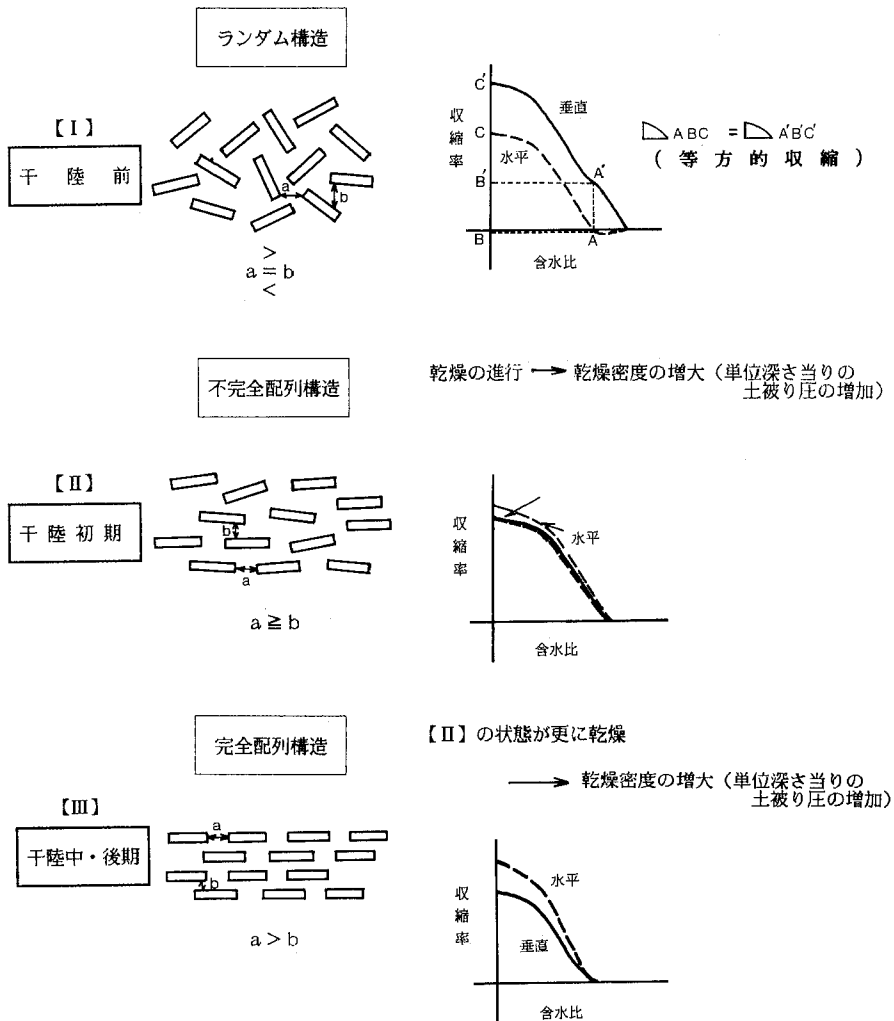 ランダム構造
【Ⅰ】
干陸前
a
b
>
a = b
<
C'
C
B'
B
収縮率
垂直
水平
A'
A
含水比
ABC = A'B'C'
(等方的収縮)
不完全配列構造
乾燥の進行 → 乾燥密度の増大(単位深さ当りの
土被り圧の増加)
【Ⅱ】
干陸初期
b
a
a ≧ b
収縮率
水平
含水比
完全配列構造
【Ⅱ】の状態が更に乾燥
→ 乾燥密度の増大(単位深さ当りの
土被り圧の増加)
【Ⅲ】
干陸中・後期
a
b
a > b
収縮率
水平
垂直
含水比